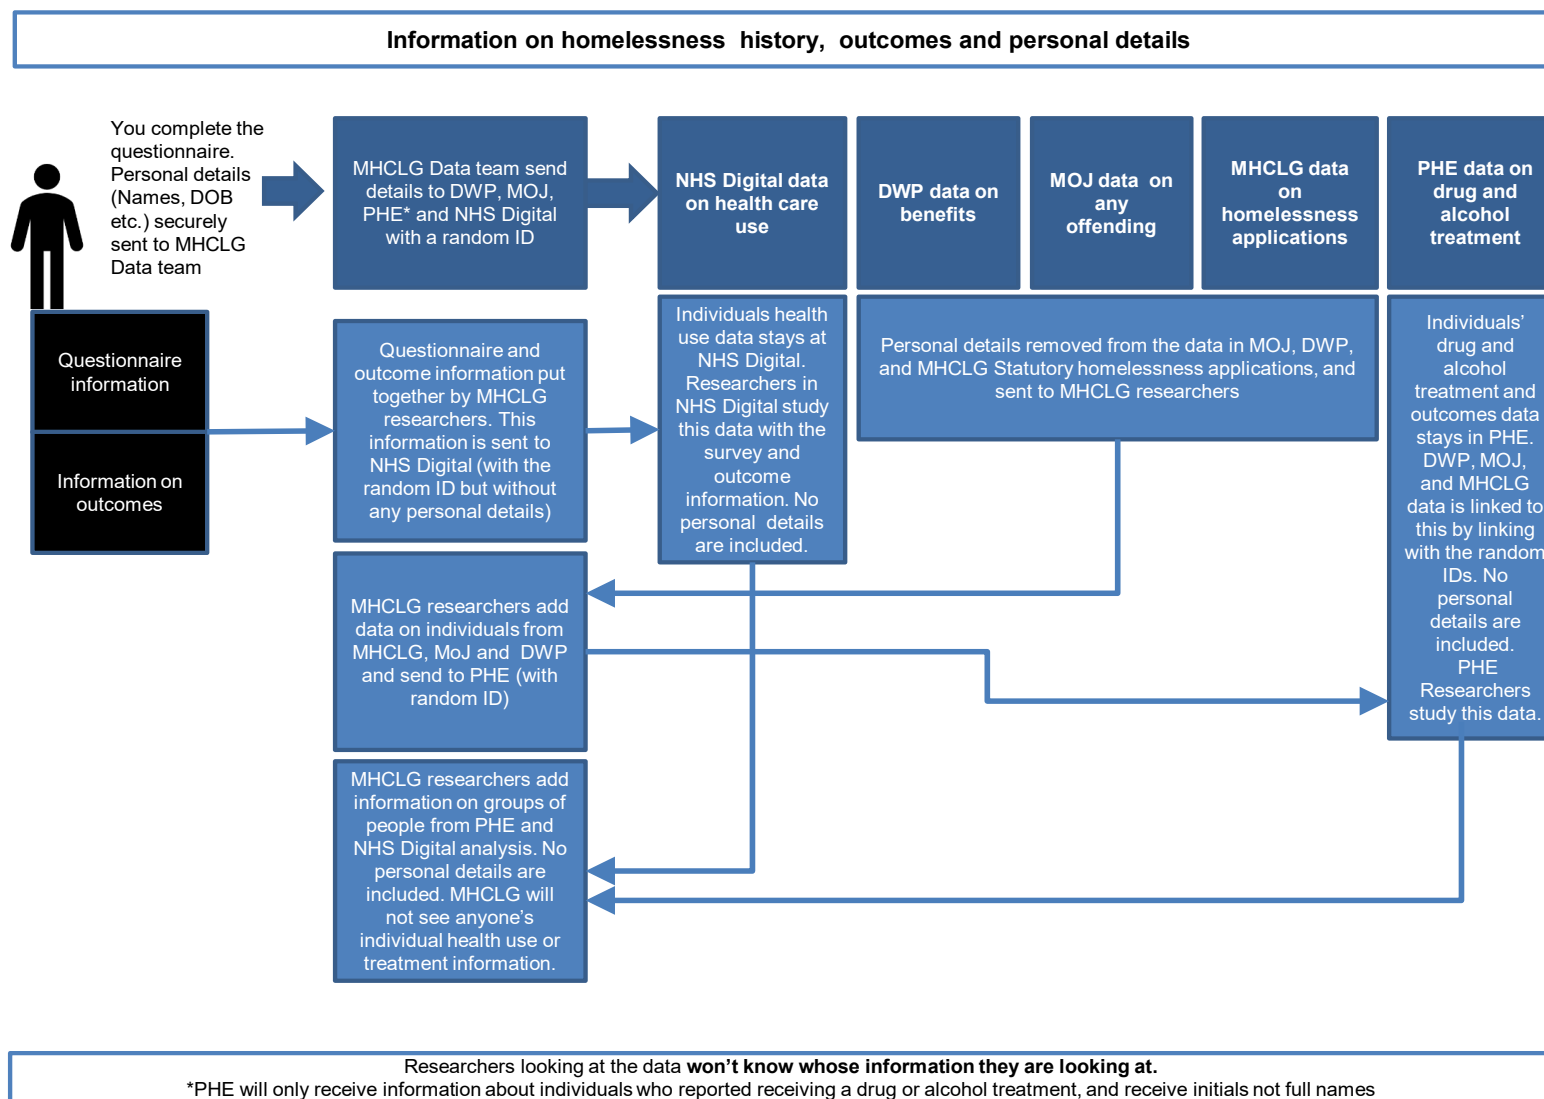 Information on homelessness history, outcomes and personal details
You complete the
questionnaire.
Personal details
(Names, DOB
etc.) securely
sent to MHCLG
Data team
MHCLG Data team send
details to DWP, MOJ,
PHE* and NHS Digital
with a random ID
NHS Digital data
on health care
use
DWP data on
benefits
MOJ data on
any
offending
MHCLG data
on
homelessness
applications
PHE data on
drug and
alcohol
treatment
Questionnaire
information
Information on
outcomes
Questionnaire and
outcome information put
together by MHCLG
researchers. This
information is sent to
NHS Digital (with the
random ID but without
any personal details)
Individuals health
use data stays at
NHS Digital.
Researchers in
NHS Digital study
this data with the
survey and
outcome
information. No
personal details
are included.
Personal details removed from the data in MOJ, DWP,
and MHCLG Statutory homelessness applications, and
sent to MHCLG researchers
Individuals'
drug and
alcohol
treatment and
outcomes data
stays in PHE.
DWP, MOJ,
and MHCLG
data is linked to
this by linking
with the random
IDs. No
personal
details are
included.
PHE
Researchers
study this data.
MHCLG researchers add
data on individuals from
MHCLG, MoJ and DWP
and send to PHE (with
random ID)
MHCLG researchers add
information on groups of
people from PHE and
NHS Digital analysis. No
personal details are
included. MHCLG will
not see anyone's
individual health use or
treatment information.
Researchers looking at the data won't know whose information they are looking at.
*PHE will only receive information about individuals who reported receiving a drug or alcohol treatment, and receive initials not full names